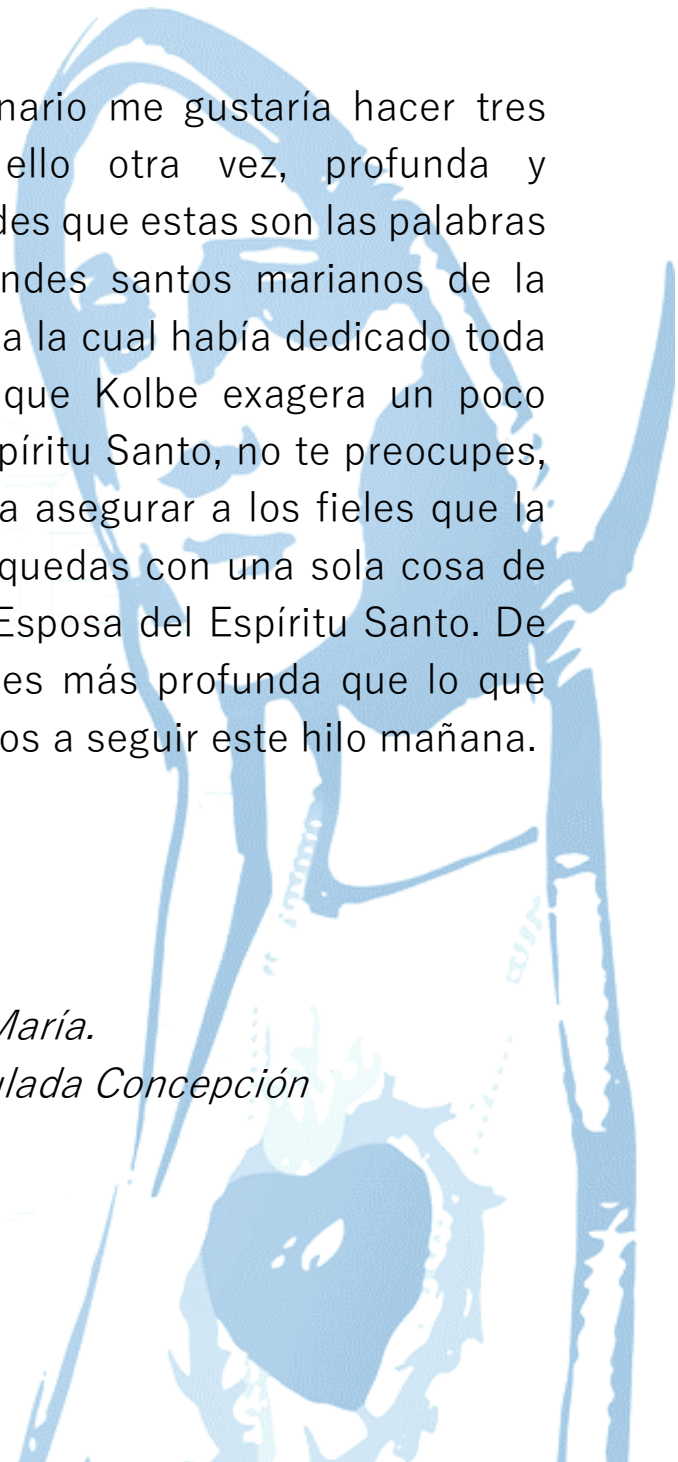 nario me gustaría hacer tres
ello otra vez, profunda y
des que estas son las palabras
ndes santos marianos de la
a la cual había dedicado toda
que Kolbe exagera un poco
píritu Santo, no te preocupes,
a asegurar a los fieles que la
quedas con una sola cosa de
Esposa del Espíritu Santo. De
es más profunda que lo que
os a seguir este hilo mañana.
María.
ulada Concepción